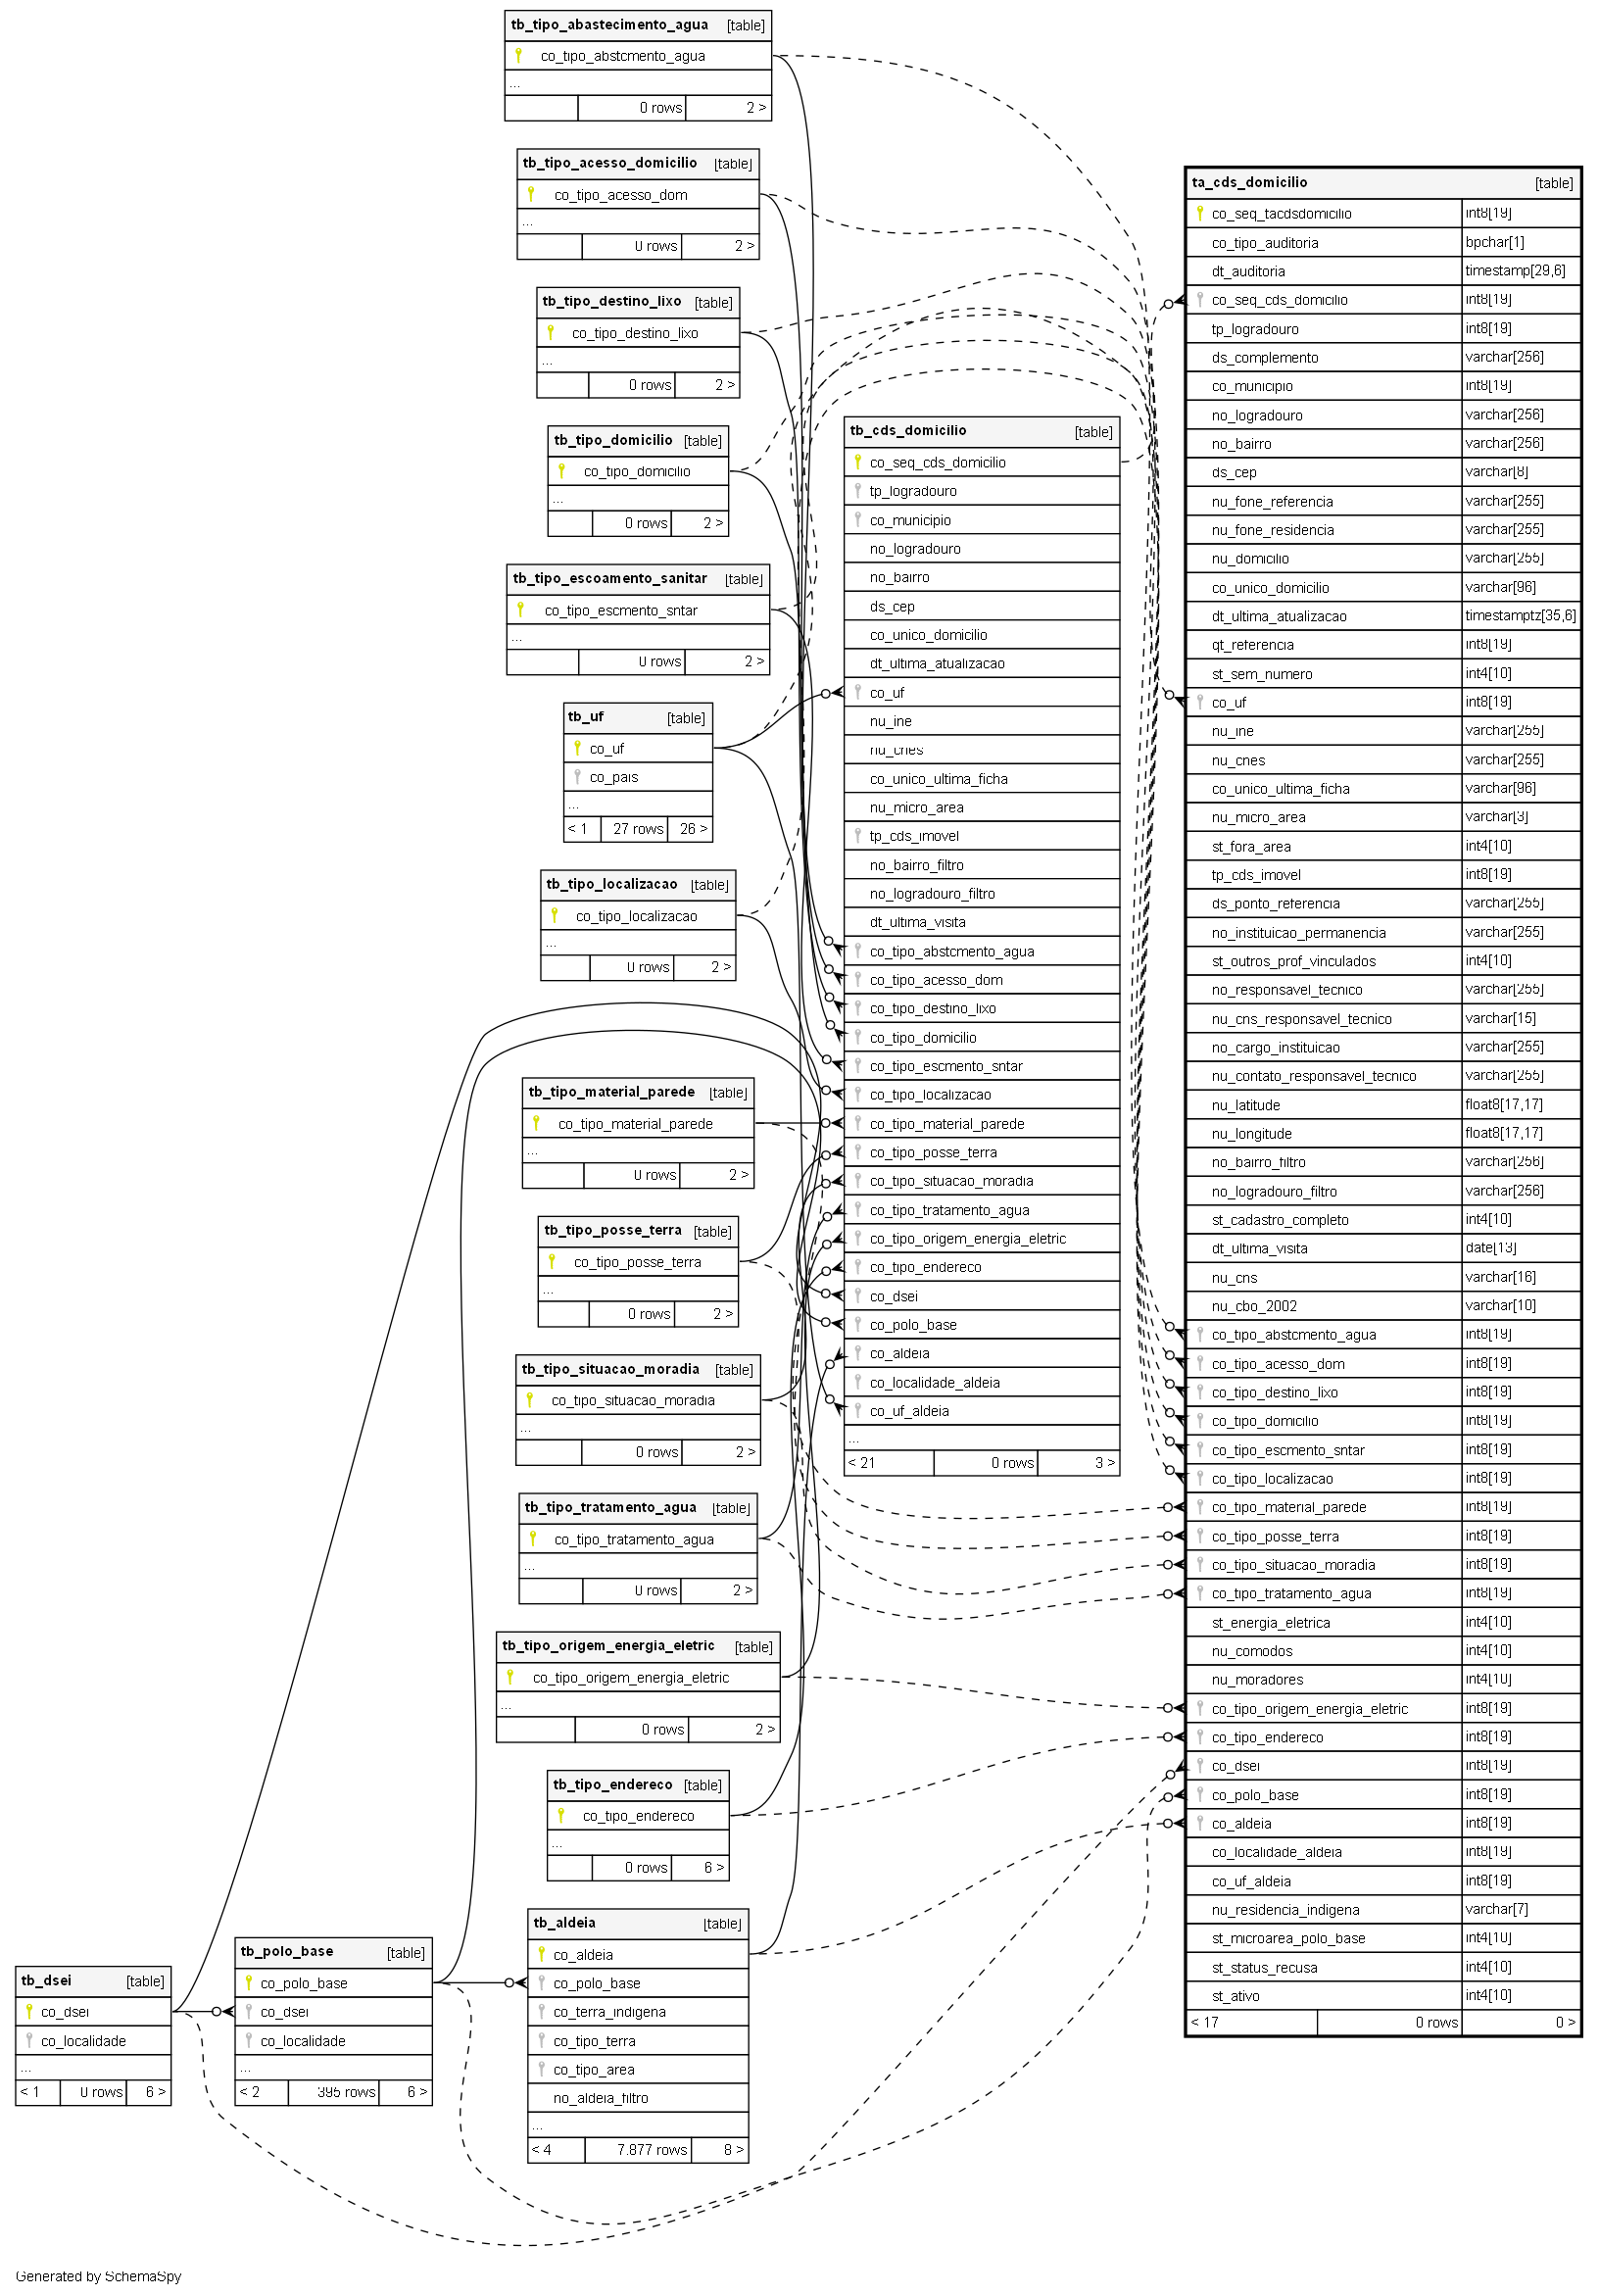 tb_tipo_abastecimento_agua [table]
co_tipo_abstcmento_agua
...
0 rows 2 >
tb_tipo_acesso_domicilio [table]
co_tipo_acesso_dom
...
0 rows 2 >
tb_tipo_destino_lixo [table]
co_tipo_destino_lixo
...
0 rows 2 >
tb_tipo_domicilio [table]
co_tipo_domicilio
...
0 rows 2 >
tb_tipo_escoamento_sanitar [table]
co_tipo_escmento_sntar
...
0 rows 2 >
tb_uf [table]
co_uf
co_pais
...
< 1 27 rows 26 >
tb_tipo_localizacao [table]
co_tipo_localizacao
...
0 rows 2 >
tb_tipo_material_parede [table]
co_tipo_material_parede
...
0 rows 2 >
tb_tipo_posse_terra [table]
co_tipo_posse_terra
...
0 rows 2 >
tb_tipo_situacao_moradia [table]
co_tipo_situacao_moradia
...
0 rows 2 >
tb_tipo_tratamento_agua [table]
co_tipo_tratamento_agua
...
0 rows 2 >
tb_tipo_origem_energia_eletric [table]
co_tipo_origem_energia_eletric
...
0 rows 2 >
tb_tipo_endereco [table]
co_tipo_endereco
...
0 rows 6 >
tb_aldeia [table]
co_aldeia
co_polo_base
co_terra_indigena
co_tipo_terra
co_tipo_area
no_aldeia_filtro
...
< 4 7.877 rows 8 >
tb_polo_base [table]
co_polo_base
co_dsei
co_localidade
...
< 2 395 rows 6 >
tb_dsei [table]
co_dsei
co_localidade
...
< 1 0 rows 6 >
tb_cds_domicilio [table]
co_seq_cds_domicilio
tp_logradouro
co_municipio
no_logradouro
no_bairro
ds_cep
co_unico_domicilio
dt_ultima_atualizacao
co_uf
nu_ine
nu_cnes
co_unico_ultima_ficha
nu_micro_area
tp_cds_imovel
no_bairro_filtro
no_logradouro_filtro
dt_ultima_visita
co_tipo_abstcmento_agua
co_tipo_acesso_dom
co_tipo_destino_lixo
co_tipo_domicilio
co_tipo_escmento_sntar
co_tipo_localizacao
co_tipo_material_parede
co_tipo_posse_terra
co_tipo_situacao_moradia
co_tipo_tratamento_agua
co_tipo_origem_energia_eletric
co_tipo_endereco
co_dsei
co_polo_base
co_aldeia
co_localidade_aldeia
co_uf_aldeia
...
< 21 0 rows 3 >
ta_cds_domicilio [table]
co_seq_tacdsdomicilio int8[19]
co_tipo_auditoria bpchar[1]
dt_auditoria timestamp[29,6]
co_seq_cds_domicilio int8[19]
tp_logradouro int8[19]
ds_complemento varchar[256]
co_municipio int8[19]
no_logradouro varchar[256]
no_bairro varchar[256]
ds_cep varchar[8]
nu_fone_referencia varchar[255]
nu_fone_residencia varchar[255]
nu_domicilio varchar[255]
co_unico_domicilio varchar[96]
dt_ultima_atualizacao timestamptz[35,6]
qt_referencia int8[19]
st_sem_numero int4[10]
co_uf int8[19]
nu_ine varchar[255]
nu_cnes varchar[255]
co_unico_ultima_ficha varchar[96]
nu_micro_area varchar[3]
st_fora_area int4[10]
tp_cds_imovel int8[19]
ds_ponto_referencia varchar[255]
no_instituicao_permanencia varchar[255]
st_outros_prof_vinculados int4[10]
no_responsavel_tecnico varchar[255]
nu_cns_responsavel_tecnico varchar[15]
no_cargo_instituicao varchar[255]
nu_contato_responsavel_tecnico varchar[255]
nu_latitude float8[17,17]
nu_longitude float8[17,17]
no_bairro_filtro varchar[256]
no_logradouro_filtro varchar[256]
st_cadastro_completo int4[10]
dt_ultima_visita date[13]
nu_cns varchar[16]
nu_cbo_2002 varchar[10]
co_tipo_abstcmento_agua int8[19]
co_tipo_acesso_dom int8[19]
co_tipo_destino_lixo int8[19]
co_tipo_domicilio int8[19]
co_tipo_escmento_sntar int8[19]
co_tipo_localizacao int8[19]
co_tipo_material_parede int8[19]
co_tipo_posse_terra int8[19]
co_tipo_situacao_moradia int8[19]
co_tipo_tratamento_agua int8[19]
st_energia_eletrica int4[10]
nu_comodos int4[10]
nu_moradores int4[10]
co_tipo_origem_energia_eletric int8[19]
co_tipo_endereco int8[19]
co_dsei int8[19]
co_polo_base int8[19]
co_aldeia int8[19]
co_localidade_aldeia int8[19]
co_uf_aldeia int8[19]
nu_residencia_indigena varchar[7]
st_microarea_polo_base int4[10]
st_status_recusa int4[10]
st_ativo int4[10]
< 17 0 rows 0 >
Generated by SchemaSpy